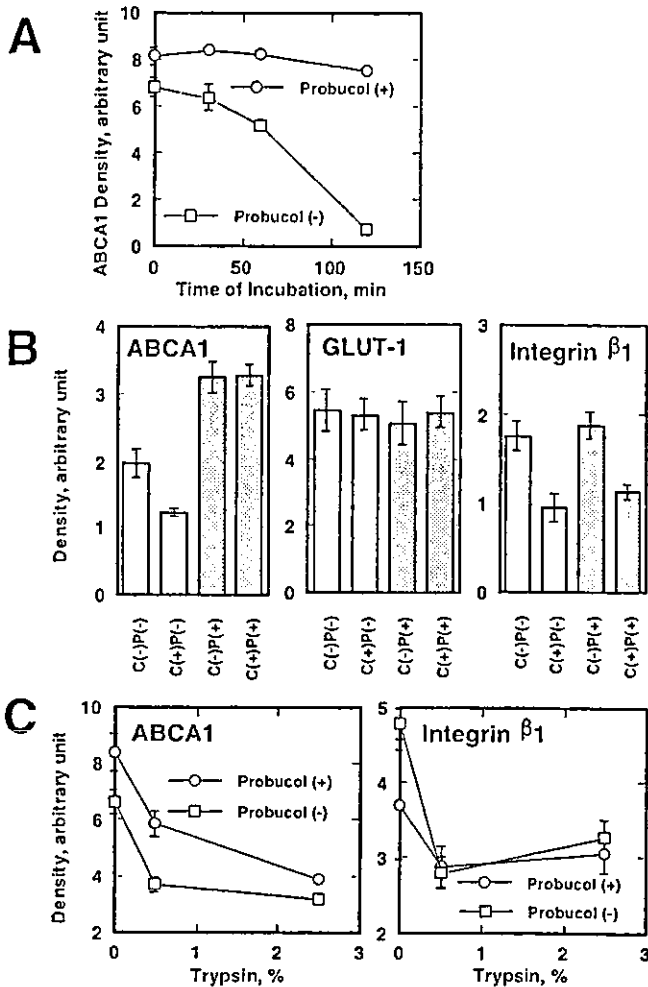 A
ABCA1 Density, arbitrary unit
10
8
6
4
2
0
Probucol (+)
Probucol (-)
0 50 100 150
Time of Incubation, min
B
Density, arbitrary unit
ABCA1
4
3
2
1
0
C(-)P(-)
C(+)P(-)
C(-)P(+)
C(+)P(+)
GLUT-1
8
6
4
2
0
C(-)P(-)
C(+)P(-)
C(-)P(+)
C(+)P(+)
Integrin β1
3
2
1
0
C(-)P(-)
C(+)P(-)
C(-)P(+)
C(+)P(+)
C
Density, arbitrary unit
ABCA1
10
8
6
4
2
Probucol (+)
Probucol (-)
0 1 2 3
Trypsin, %
Integrin β1
5
4
3
2
Probucol (+)
Probucol (-)
0 1 2 3
Trypsin, %